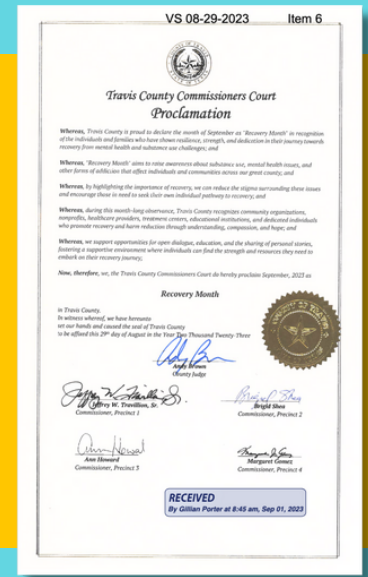 VS 08-29-2023 Item 6
Travis County Commissioners Court
Proclamation
Whereas, Travis County is proud to declare the month of September as "Recovery Month" in recognition
of the individuals and families who have shown resilience, strength, and dedication in their journey towards
recovery from mental health and substance use challenges; and
Whereas, "Recovery Month" aims to raise awareness about substance use, mental health issues, and
other forms of addiction that affect individuals and communities across our great county, and
Whereas, by highlighting the importance of recovery, we can reduce the stigma surrounding these issues
and encourage those in need to seek their own individual pathway to recovery; and
Whereas, during this month-long observance, Travis County recognizes community organizations,
nonprofits, healthcare providers, treatment centers, educational institutions, and dedicated individuals
who promote recovery and harm reduction through understanding, compassion, and hope; and
Whereas, we support opportunities for open dialogue, education, and the sharing of personal stories,
fostering a supportive environment where individuals can find the strength and resources they need to
embark on their recovery journey;
Now, therefore, we, the Travis County Commissioners Court do hereby proclaim September, 2023 as
Recovery Month
in Travis County.
In witness whereof, we have hereunto
set our hands and caused the seal of Travis County
to be affixed this 29th day of August in the Year Two Thousand Twenty-Three
Andy Brown
County Judge
Jeffrey W. Travillion, Sr.
Commissioner, Precinct 1
Brigid Shea
Commissioner, Precinct 2
Ann Howard
Commissioner, Precinct 3
Margaret Gomez
Commissioner, Precinct 4
RECEIVED
By Gillian Porter at 8:45 am, Sep 01, 2023